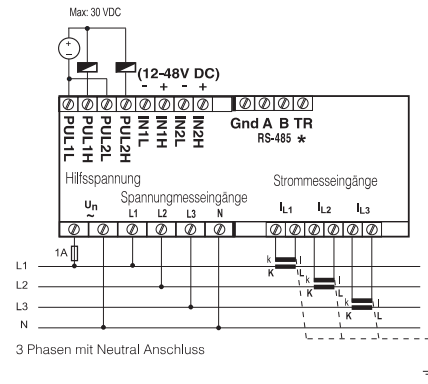 Max: 30 VDC
+
-
(12-48V DC)
- + - +
PUL1L PUL1H PUL2L PUL2H IN1L IN1H IN2L IN2H
Gnd A B TR
RS-485 *
Hilfsspannung
Spannungmesseingänge
Strommesseingänge
Un
~
L1 L2 L3 N
IL1 IL2 IL3
1A
L1
k l
K L
L2
k l
K L
L3
k l
K L
N
3 Phasen mit Neutral Anschluss